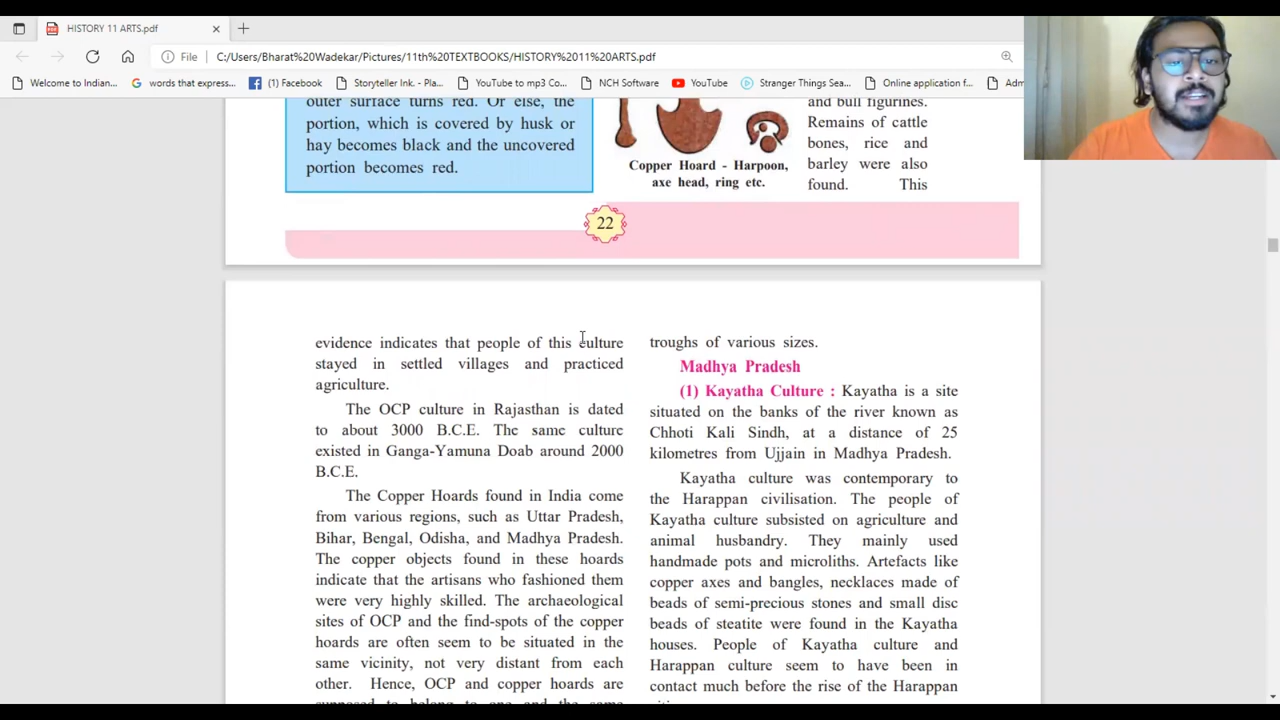 HISTORY 11 ARTS.pdf
File
C:/Users/Bharat%20Wadekar/Pictures/11th%20TEXTBOOKS/HISTORY%2011%20ARTS.pdf
Welcome to Indian...
words that express...
(1) Facebook
Storyteller Ink. - Pla...
YouTube to mp3 Co...
NCH Software
YouTube
Stranger Things Sea...
Online application f...
Adm
outer surface turns red. Or else, the
portion, which is covered by husk or
hay becomes black and the uncovered
portion becomes red.
Copper Hoard - Harpoon,
axe head, ring etc.
and bull figurines.
Remains of cattle
bones, rice and
barley were also
found. This
22
evidence indicates that people of this culture
stayed in settled villages and practiced
agriculture.
The OCP culture in Rajasthan is dated
to about 3000 B.C.E. The same culture
existed in Ganga-Yamuna Doab around 2000
B.C.E.
The Copper Hoards found in India come
from various regions, such as Uttar Pradesh,
Bihar, Bengal, Odisha, and Madhya Pradesh.
The copper objects found in these hoards
indicate that the artisans who fashioned them
were very highly skilled. The archaeological
sites of OCP and the find-spots of the copper
hoards are often seem to be situated in the
same vicinity, not very distant from each
other. Hence, OCP and copper hoards are
supposed to belong to one and the same
troughs of various sizes.
Madhya Pradesh
(1) Kayatha Culture : Kayatha is a site
situated on the banks of the river known as
Chhoti Kali Sindh, at a distance of 25
kilometres from Ujjain in Madhya Pradesh.
Kayatha culture was contemporary to
the Harappan civilisation. The people of
Kayatha culture subsisted on agriculture and
animal husbandry. They mainly used
handmade pots and microliths. Artefacts like
copper axes and bangles, necklaces made of
beads of semi-precious stones and small disc
beads of steatite were found in the Kayatha
houses. People of Kayatha culture and
Harappan culture seem to have been in
contact much before the rise of the Harappan